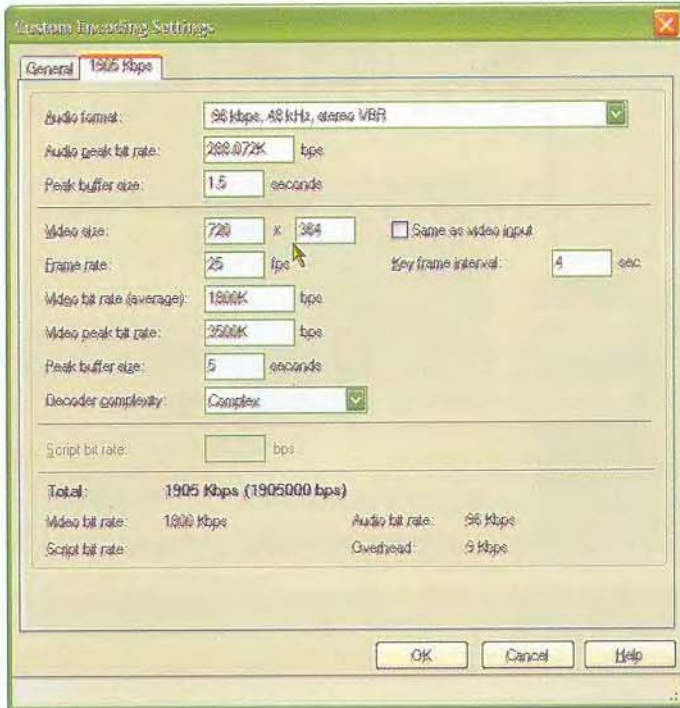 Custom Encoding Settings
General 1905 Kbps
Audio format: 96 kbps, 48 kHz, stereo VBR
Audio peak bit rate: 288.072K bps
Peak buffer size: 1.5 seconds
Video size: 720 x 384 Same as video input
Frame rate: 25 fps Key frame interval: 4 sec
Video bit rate (average): 1800K bps
Video peak bit rate: 3500K bps
Peak buffer size: 5 seconds
Decoder complexity: Complex
Script bit rate: bps
Total: 1905 Kbps (1905000 bps)
Video bit rate: 1800 Kbps Audio bit rate: 96 Kbps
Script bit rate: Overhead: 9 Kbps
OK Cancel Help